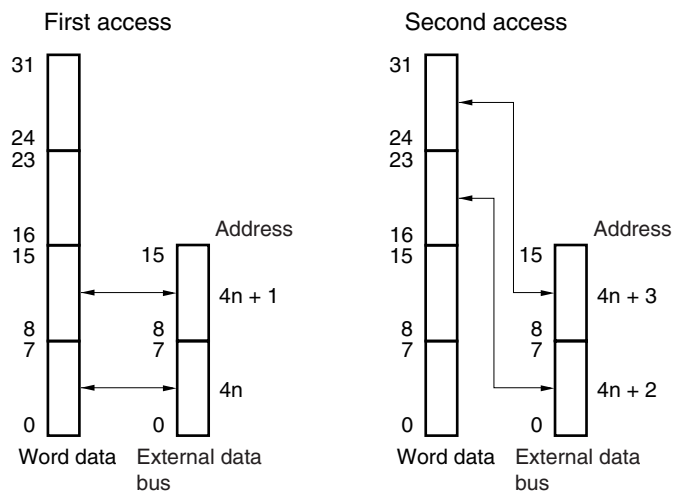 First access
31
24
23
16
15
8
7
0
Address
15
4n + 1
8
7
4n
0
Word data
External data
bus
Second access
31
24
23
16
15
8
7
0
Address
15
4n + 3
8
7
4n + 2
0
Word data
External data
bus